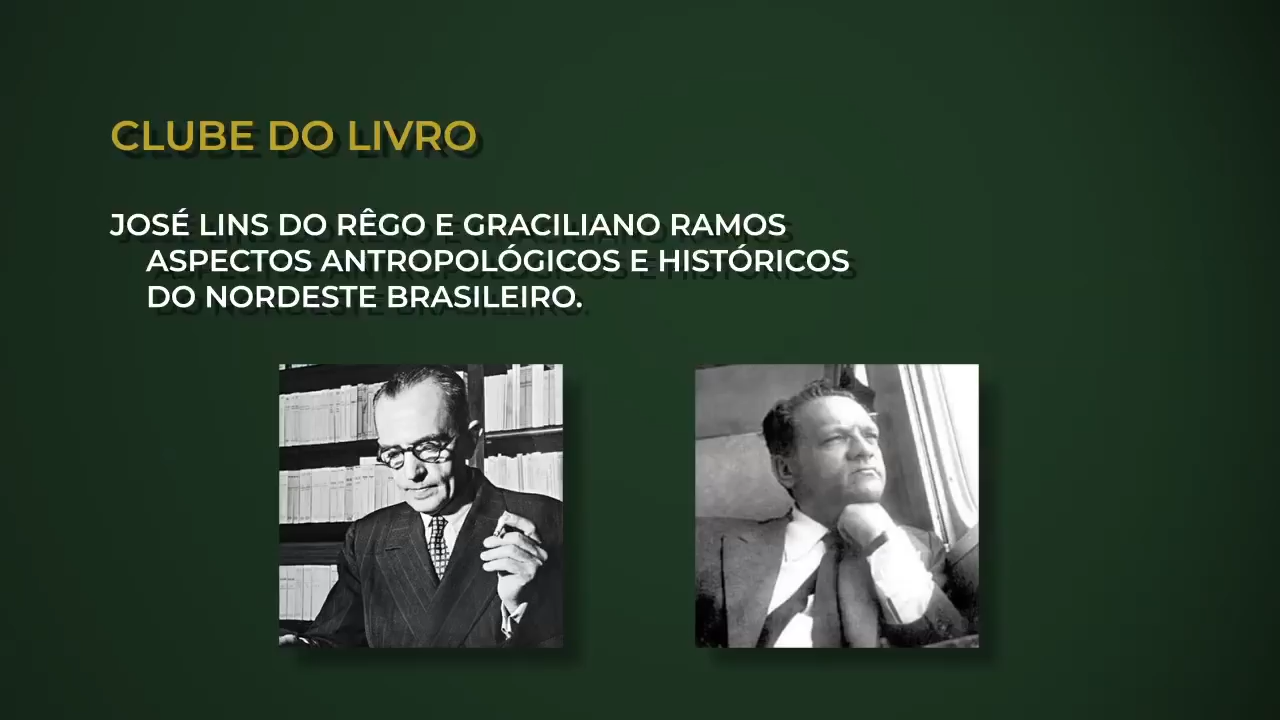 CLUBE DO LIVRO
JOSÉ LINS DO RÊGO E GRACILIANO RAMOS
ASPECTOS ANTROPOLÓGICOS E HISTÓRICOS
DO NORDESTE BRASILEIRO.